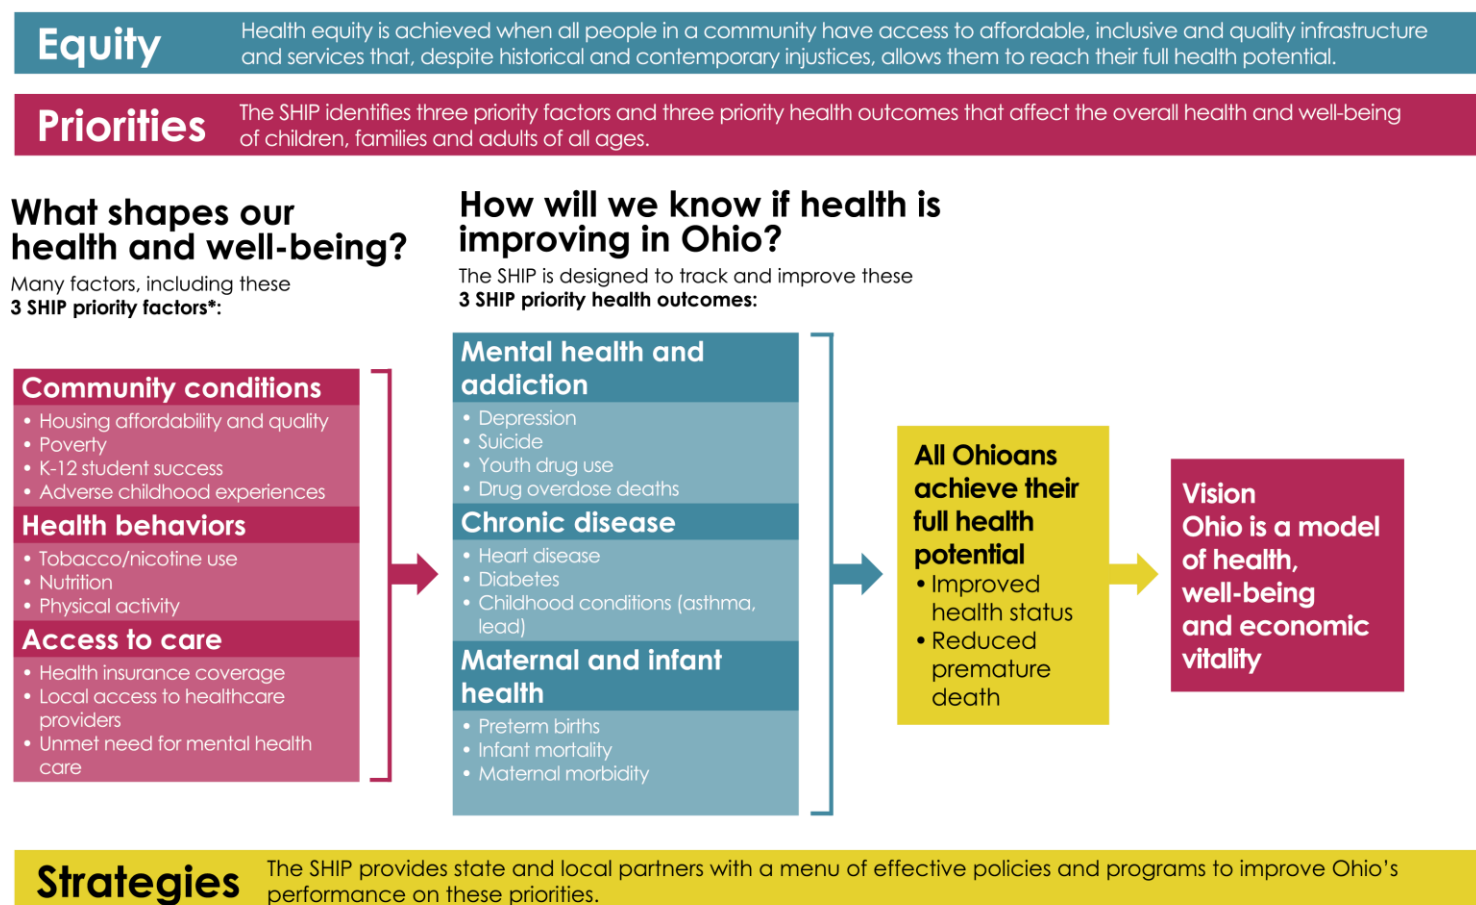 Equity
Health equity is achieved when all people in a community have access to affordable, inclusive and quality infrastructure
and services that, despite historical and contemporary injustices, allows them to reach their full health potential.
Priorities
The SHIP identifies three priority factors and three priority health outcomes that affect the overall health and well-being
of children, families and adults of all ages.
What shapes our
health and well-being?
Many factors, including these
3 SHIP priority factors*:
Community conditions
• Housing affordability and quality
• Poverty
• K-12 student success
• Adverse childhood experiences
Health behaviors
• Tobacco/nicotine use
• Nutrition
• Physical activity
Access to care
• Health insurance coverage
• Local access to healthcare
providers
• Unmet need for mental health
care
How will we know if health is
improving in Ohio?
The SHIP is designed to track and improve these
3 SHIP priority health outcomes:
Mental health and
addiction
• Depression
• Suicide
• Youth drug use
• Drug overdose deaths
Chronic disease
• Heart disease
• Diabetes
• Childhood conditions (asthma,
lead)
Maternal and infant
health
• Preterm births
• Infant mortality
• Maternal morbidity
All Ohioans
achieve their
full health
potential
• Improved
health status
• Reduced
premature
death
Vision
Ohio is a model
of health,
well-being
and economic
vitality
Strategies
The SHIP provides state and local partners with a menu of effective policies and programs to improve Ohio’s
performance on these priorities.